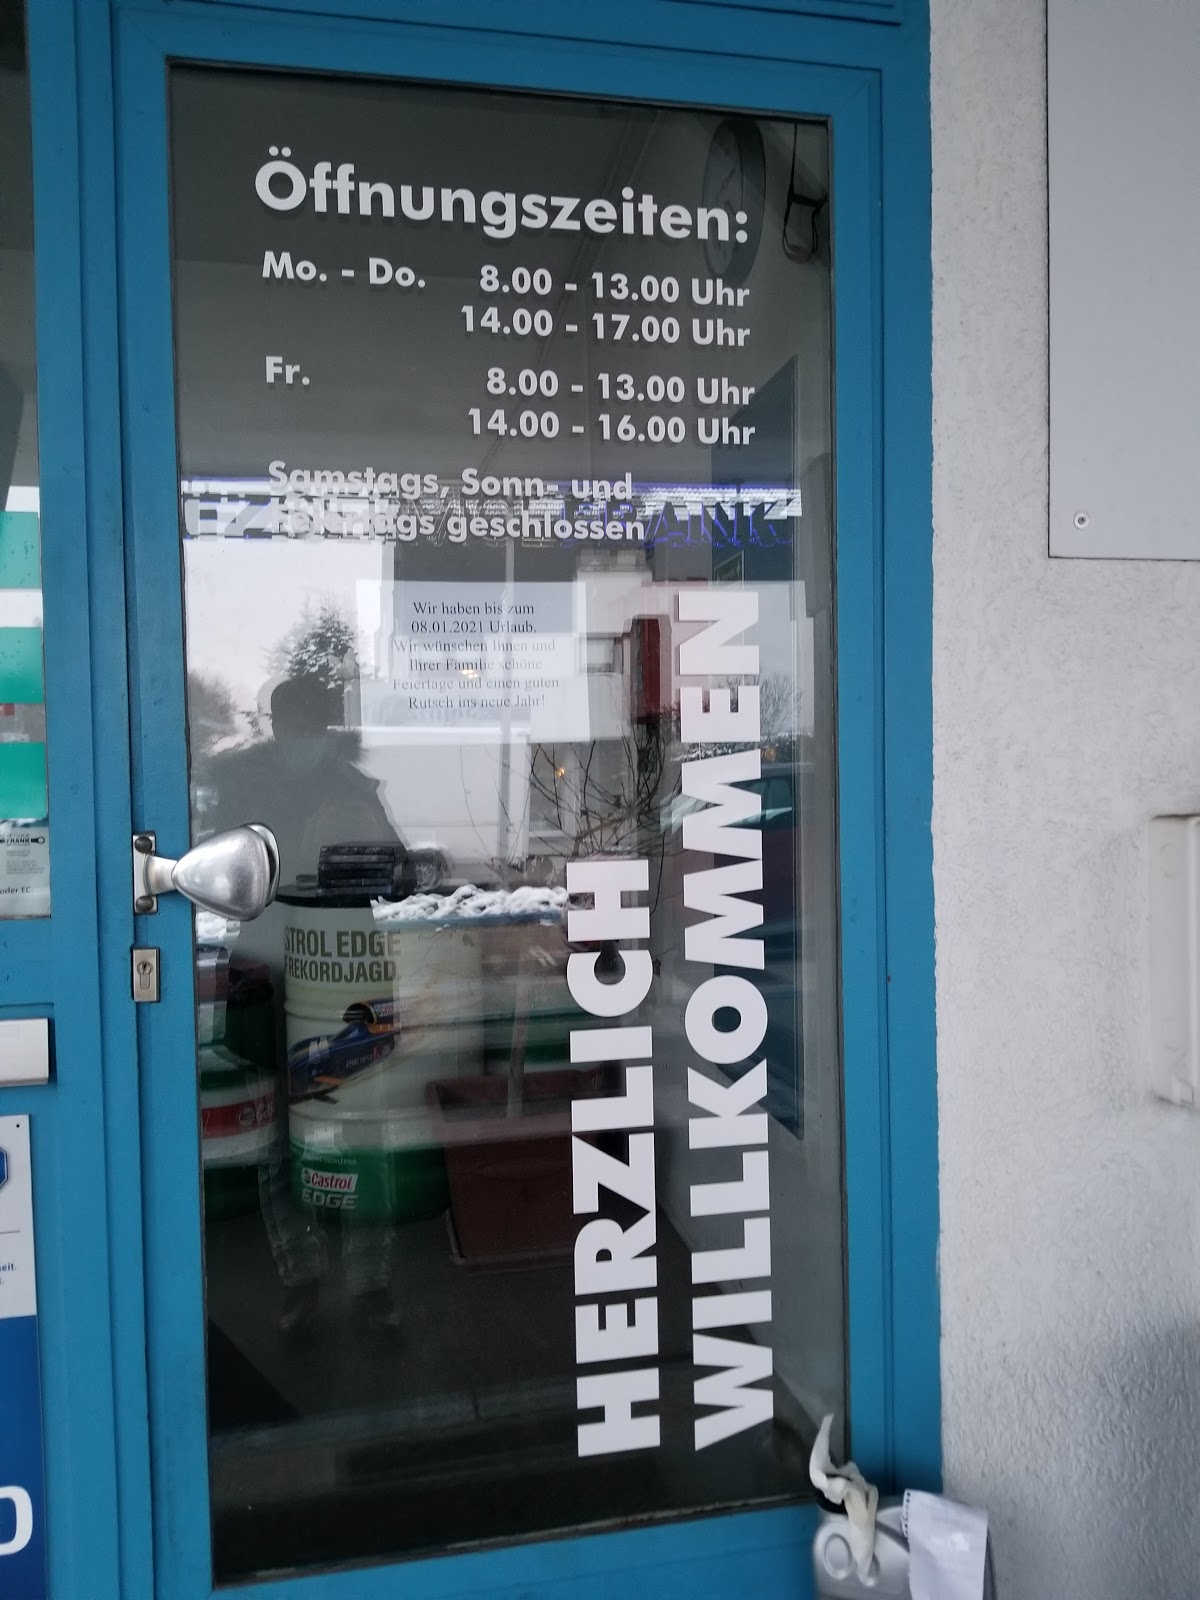 Öffnungszeiten:
Mo. - Do. 8.00 - 13.00 Uhr
14.00 - 17.00 Uhr
Fr. 8.00 - 13.00 Uhr
14.00 - 16.00 Uhr
Samstags, Sonn- und
Feiertags geschlossen
Wir haben bis zum
08.01.2021 Urlaub.
Wir wünschen Ihnen und
Ihrer Familie schöne
Feiertage und einen guten
Rutsch ins neue Jahr!
HERZLICH
WILLKOMMEN
EDGE
REKORDJAGD
Castrol
EDGE
FRANK
oder EC